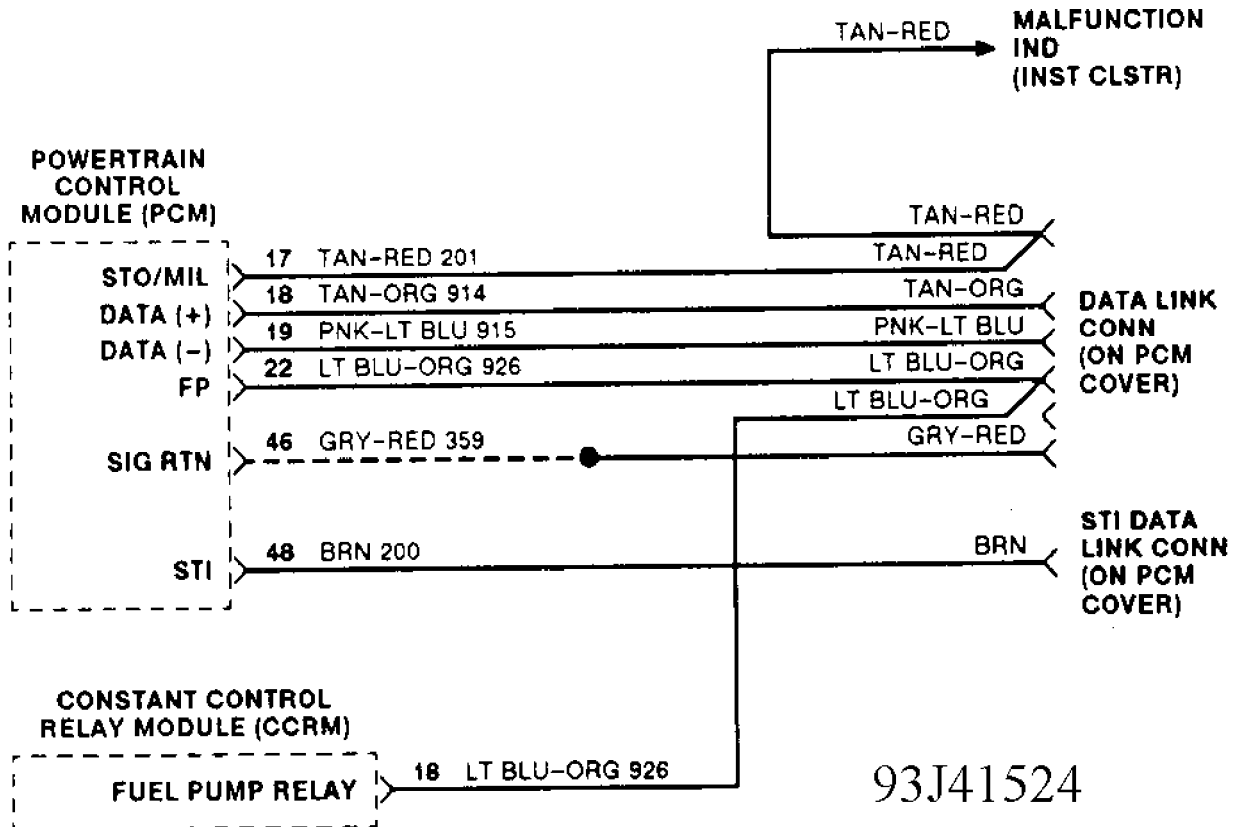 TAN-RED
MALFUNCTION
IND
(INST CLSTR)
POWERTRAIN
CONTROL
MODULE (PCM)
TAN-RED
STO/MIL
17 TAN-RED 201
TAN-RED
DATA (+)
18 TAN-ORG 914
TAN-ORG
DATA (-)
19 PNK-LT BLU 915
PNK-LT BLU
FP
22 LT BLU-ORG 926
LT BLU-ORG
LT BLU-ORG
DATA LINK
CONN
(ON PCM
COVER)
SIG RTN
46 GRY-RED 359
GRY-RED
STI
48 BRN 200
BRN
STI DATA
LINK CONN
(ON PCM
COVER)
CONSTANT CONTROL
RELAY MODULE (CCRM)
FUEL PUMP RELAY
18 LT BLU-ORG 926
93J41524